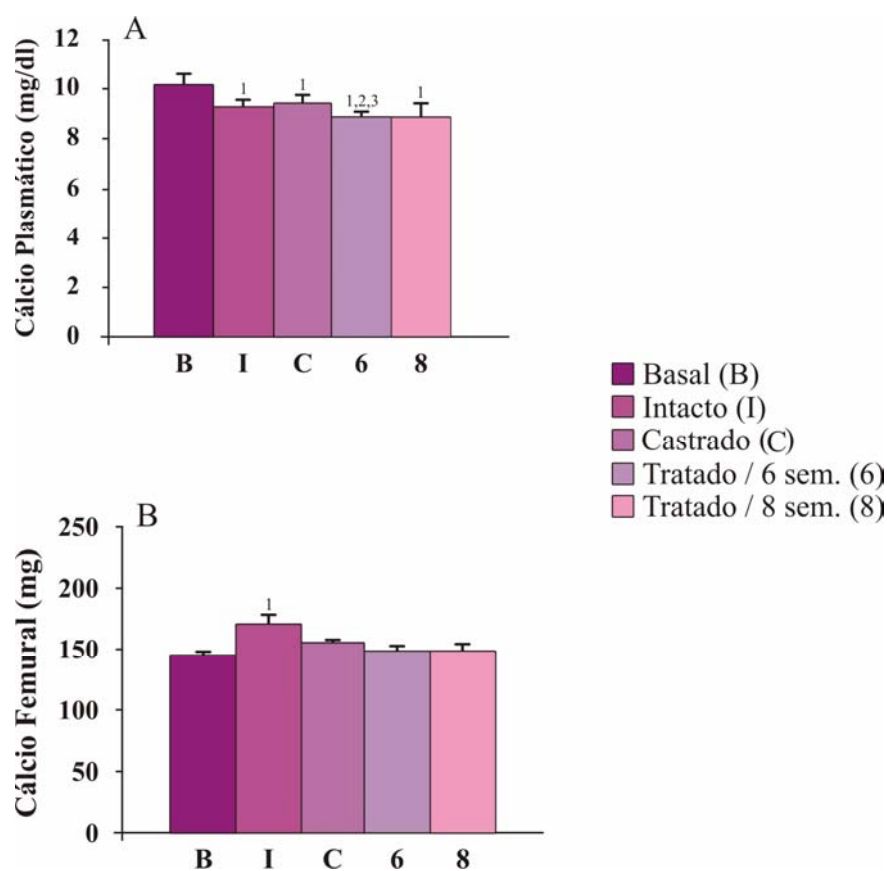 A
Cálcio Plasmático (mg/dl)
12
10
8
6
4
2
0
1
1
1,2,3
1
B I C 6 8
Basal (B)
Intacto (I)
Castrado (C)
Tratado / 6 sem. (6)
Tratado / 8 sem. (8)
B
Cálcio Femural (mg)
250
200
150
100
50
0
1
B I C 6 8